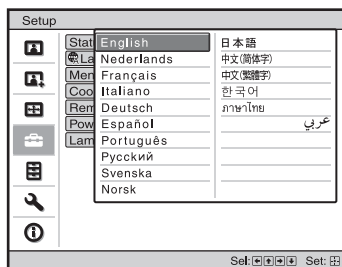 Setup
Stat
La
Men
Coo
Rem
Pow
Lam
English
Nederlands
Français
Italiano
Deutsch
Español
Português
Русский
Svenska
Norsk
日本語
中文(简体字)
中文(繁體字)
한국어
ภาษาไทย
عربي
Sel: Set: